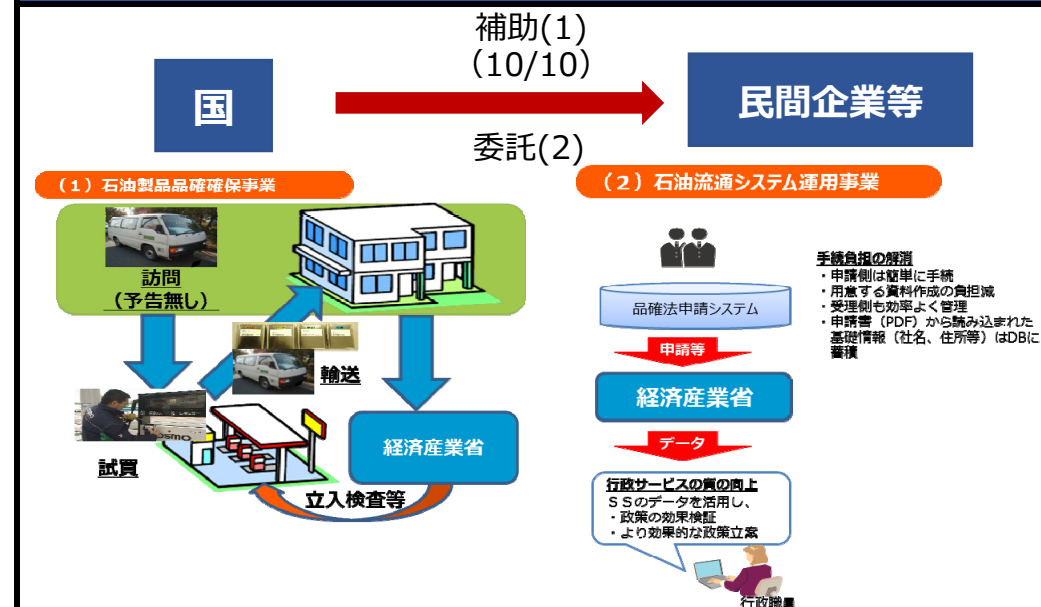 補助(1)
(10/10)
国
民間企業等
委託(2)
(1)石油製品品確確保事業
訪問
(予告無し)
輸送
試買
経済産業省
立入検査等
(2)石油流通システム運用事業
品確法申請システム
申請等
経済産業省
データ
行政サービスの質の向上
SSのデータを活用し、
・政策の効果検証
・より効果的な政策立案
行政職員
手続負担の解消
・申請側は簡単に手続
・用意する資料作成の負担減
・受理側も効率よく管理
・申請書(PDF)から読み込まれた
基礎情報(社名、住所等)はDBに
蓄積